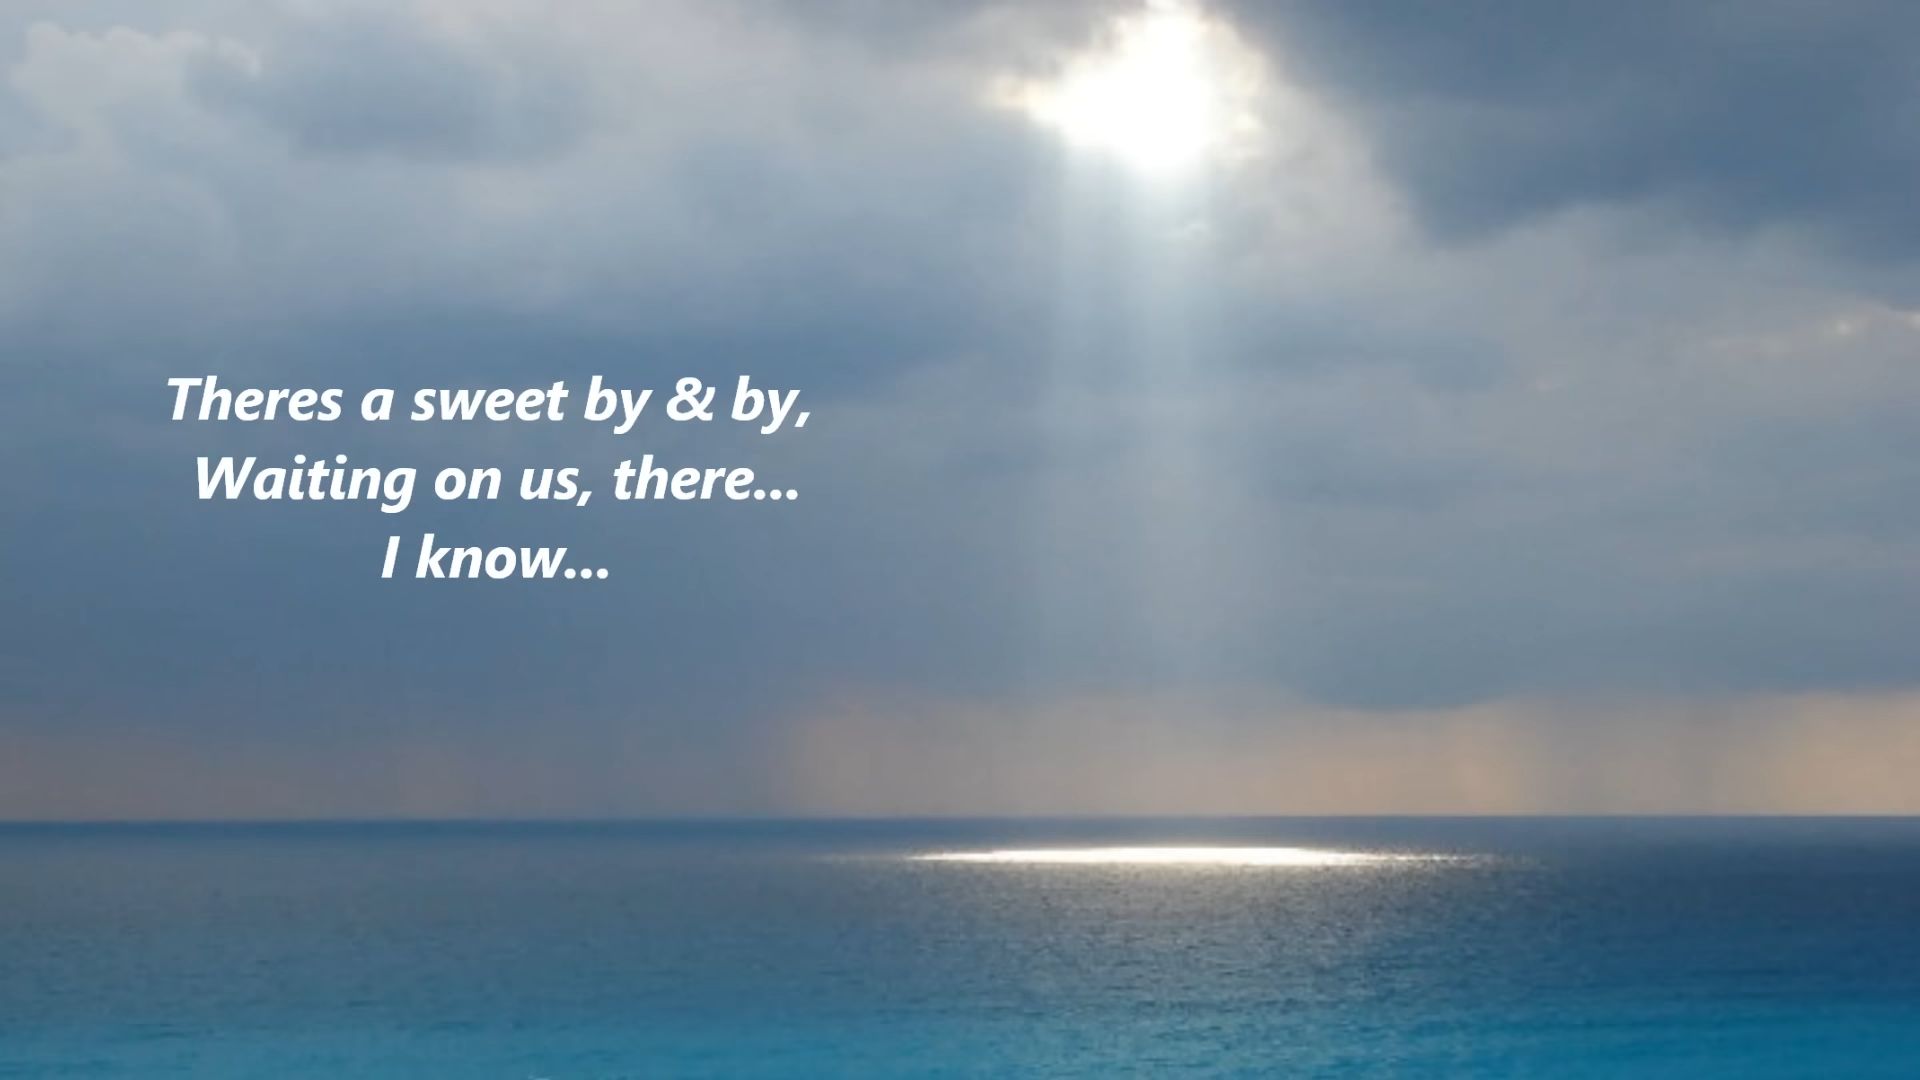 Theres a sweet by & by,
Waiting on us, there...
I know...